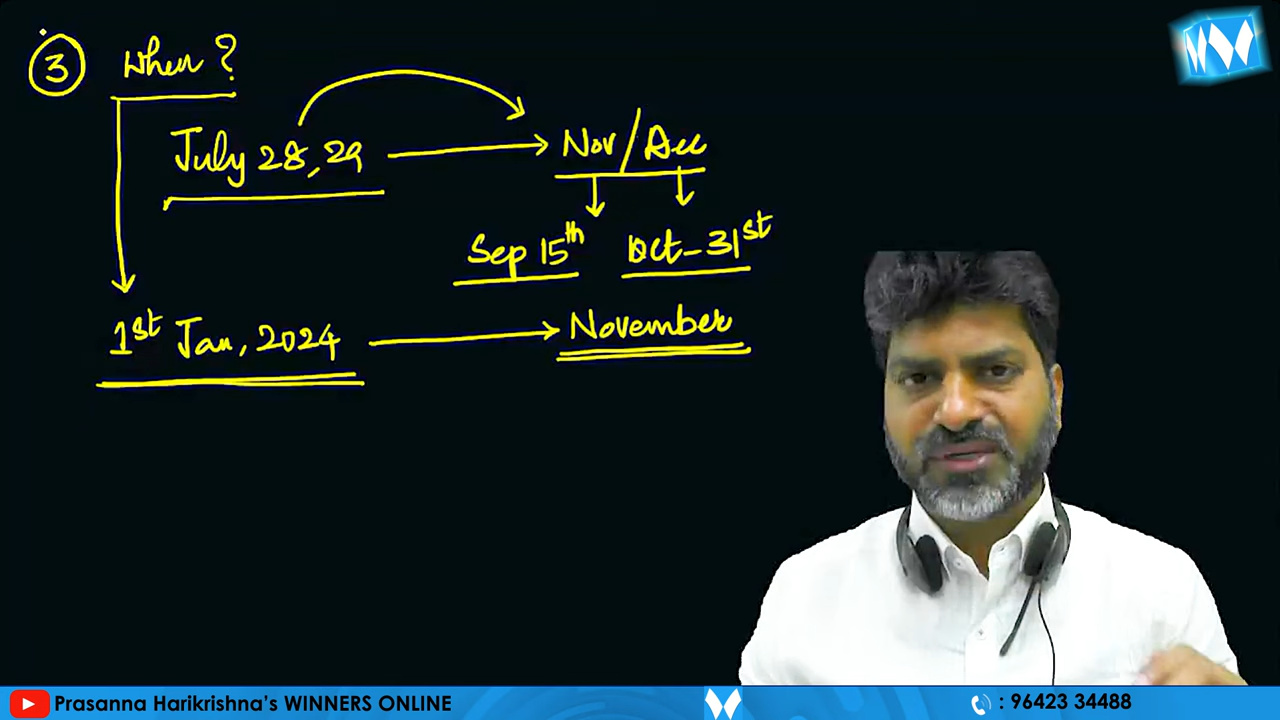 3 When ?
July 28, 29 → Nov / Dec
Sep 15th Oct - 31st
1st Jan, 2024 → November
Prasanna Harikrishna's WINNERS ONLINE
: 96423 34488